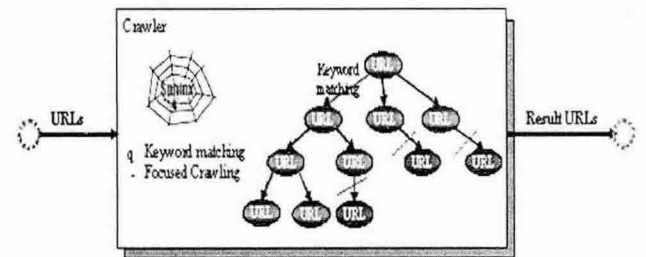 Crawler
Sphinx
Keyword
matching
URLs
Result URLs
q Keyword matching
- Focused Crawling
URL
URL
URL
URL
URL
URL
URL
URL
URL
URL
URL